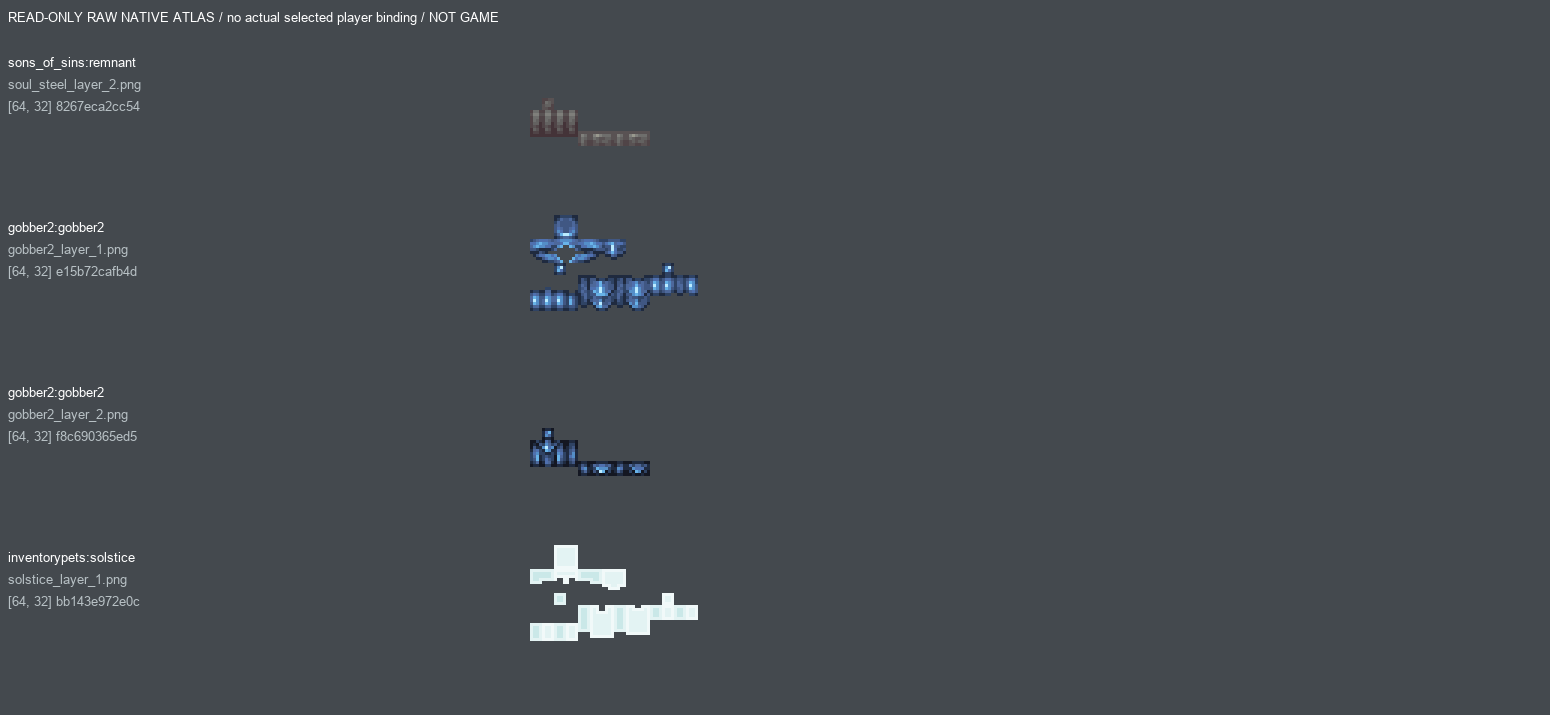 READ-ONLY RAW NATIVE ATLAS / no actual selected player binding / NOT GAME
sons_of_sins:remnant
soul_steel_layer_2.png
[64, 32] 8267eca2cc54
gobber2:gobber2
gobber2_layer_1.png
[64, 32] e15b72cafb4d
gobber2:gobber2
gobber2_layer_2.png
[64, 32] f8c690365ed5
inventorypets:solstice
solstice_layer_1.png
[64, 32] bb143e972e0c